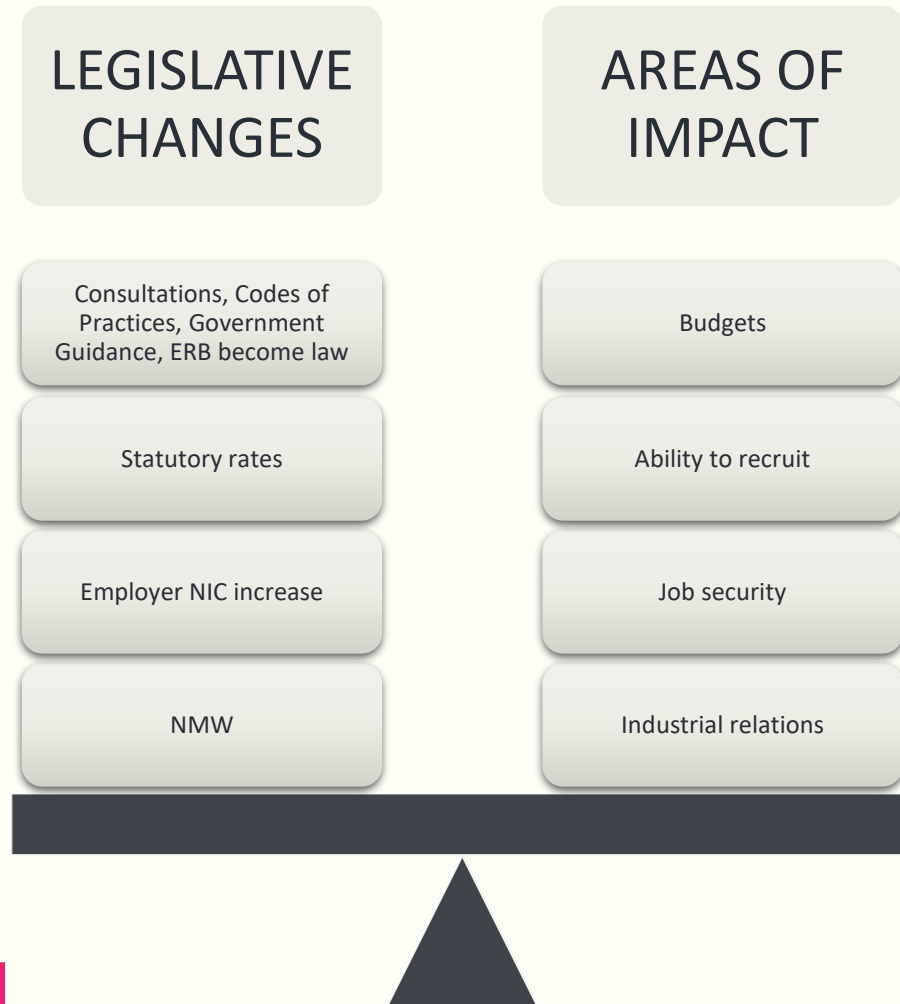 LEGISLATIVE
CHANGES
Consultations, Codes of
Practices, Government
Guidance, ERB become law
Statutory rates
Employer NIC increase
NMW
AREAS OF
IMPACT
Budgets
Ability to recruit
Job security
Industrial relations